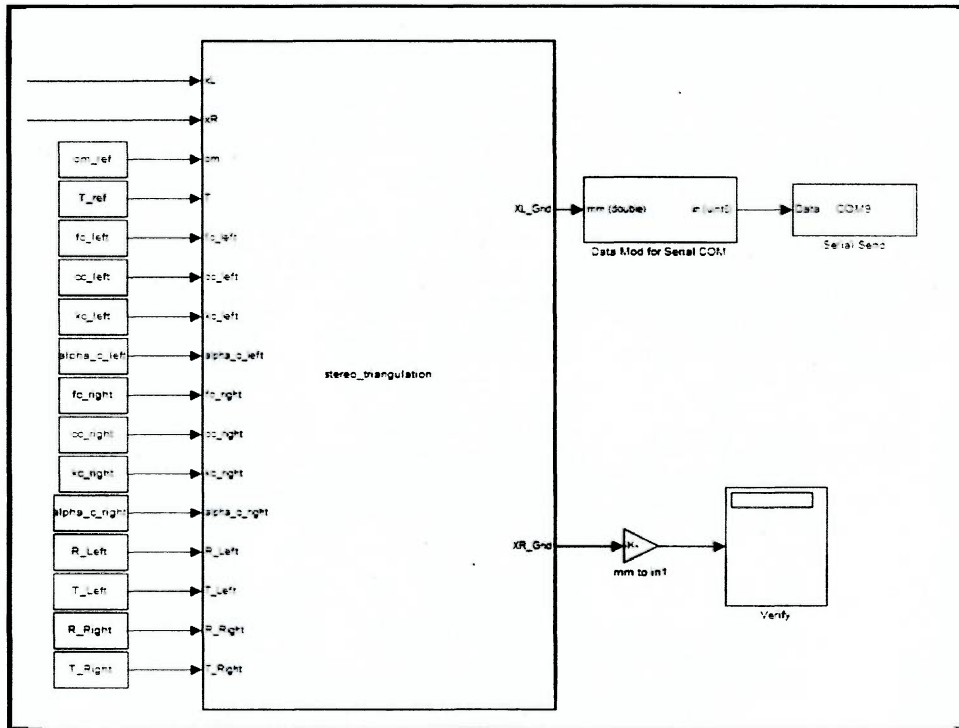 xL
xR
om_ref
om
T_ref
T
fc_left
fc_left
cc_left
cc_left
kc_left
kc_left
alpha_c_left
alpha_c_left
fc_right
fc_right
cc_right
cc_right
kc_right
kc_right
alpha_c_right
alpha_c_right
R_Left
R_Left
T_Left
T_Left
R_Right
R_Right
T_Right
T_Right
stereo_triangulation
XL_Gnd
mm (double)
in (uint8)
Data Mod for Serial COM
Data
COM9
Serial Send
XR_Gnd
-K-
mm to in1
Verify